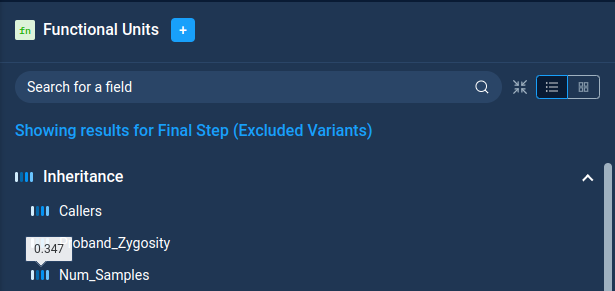 fn Functional Units +
Search for a field
Showing results for Final Step (Excluded Variants)
Inheritance
Callers
0.347 oband_Zygosity
Num_Samples